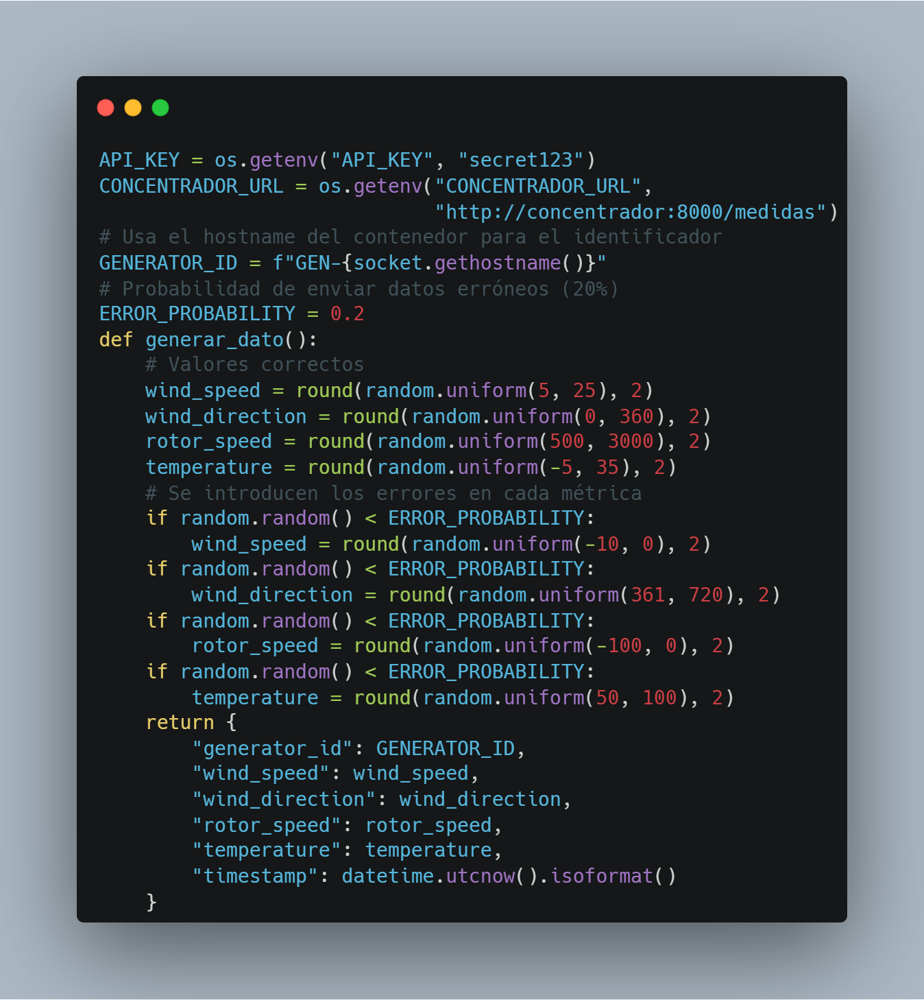 API_KEY = os.getenv("API_KEY", "secret123")
CONCENTRADOR_URL = os.getenv("CONCENTRADOR_URL",
                             "http://concentrador:8000/medidas")
# Usa el hostname del contenedor para el identificador
GENERATOR_ID = f"GEN-{socket.gethostname()}"
# Probabilidad de enviar datos erróneos (20%)
ERROR_PROBABILITY = 0.2
def generar_dato():
    # Valores correctos
    wind_speed = round(random.uniform(5, 25), 2)
    wind_direction = round(random.uniform(0, 360), 2)
    rotor_speed = round(random.uniform(500, 3000), 2)
    temperature = round(random.uniform(-5, 35), 2)
    # Se introducen los errores en cada métrica
    if random.random() < ERROR_PROBABILITY:
        wind_speed = round(random.uniform(-10, 0), 2)
    if random.random() < ERROR_PROBABILITY:
        wind_direction = round(random.uniform(361, 720), 2)
    if random.random() < ERROR_PROBABILITY:
        rotor_speed = round(random.uniform(-100, 0), 2)
    if random.random() < ERROR_PROBABILITY:
        temperature = round(random.uniform(50, 100), 2)
    return {
        "generator_id": GENERATOR_ID,
        "wind_speed": wind_speed,
        "wind_direction": wind_direction,
        "rotor_speed": rotor_speed,
        "temperature": temperature,
        "timestamp": datetime.utcnow().isoformat()
    }